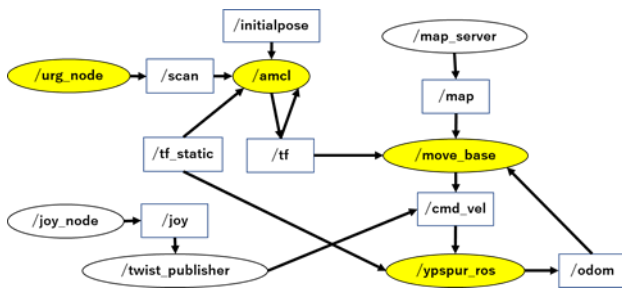 /initialpose
/map_server
/urg_node
/scan
/amcl
/map
/tf_static
/tf
/move_base
/joy_node
/joy
/cmd_vel
/twist_publisher
/ypspur_ros
/odom